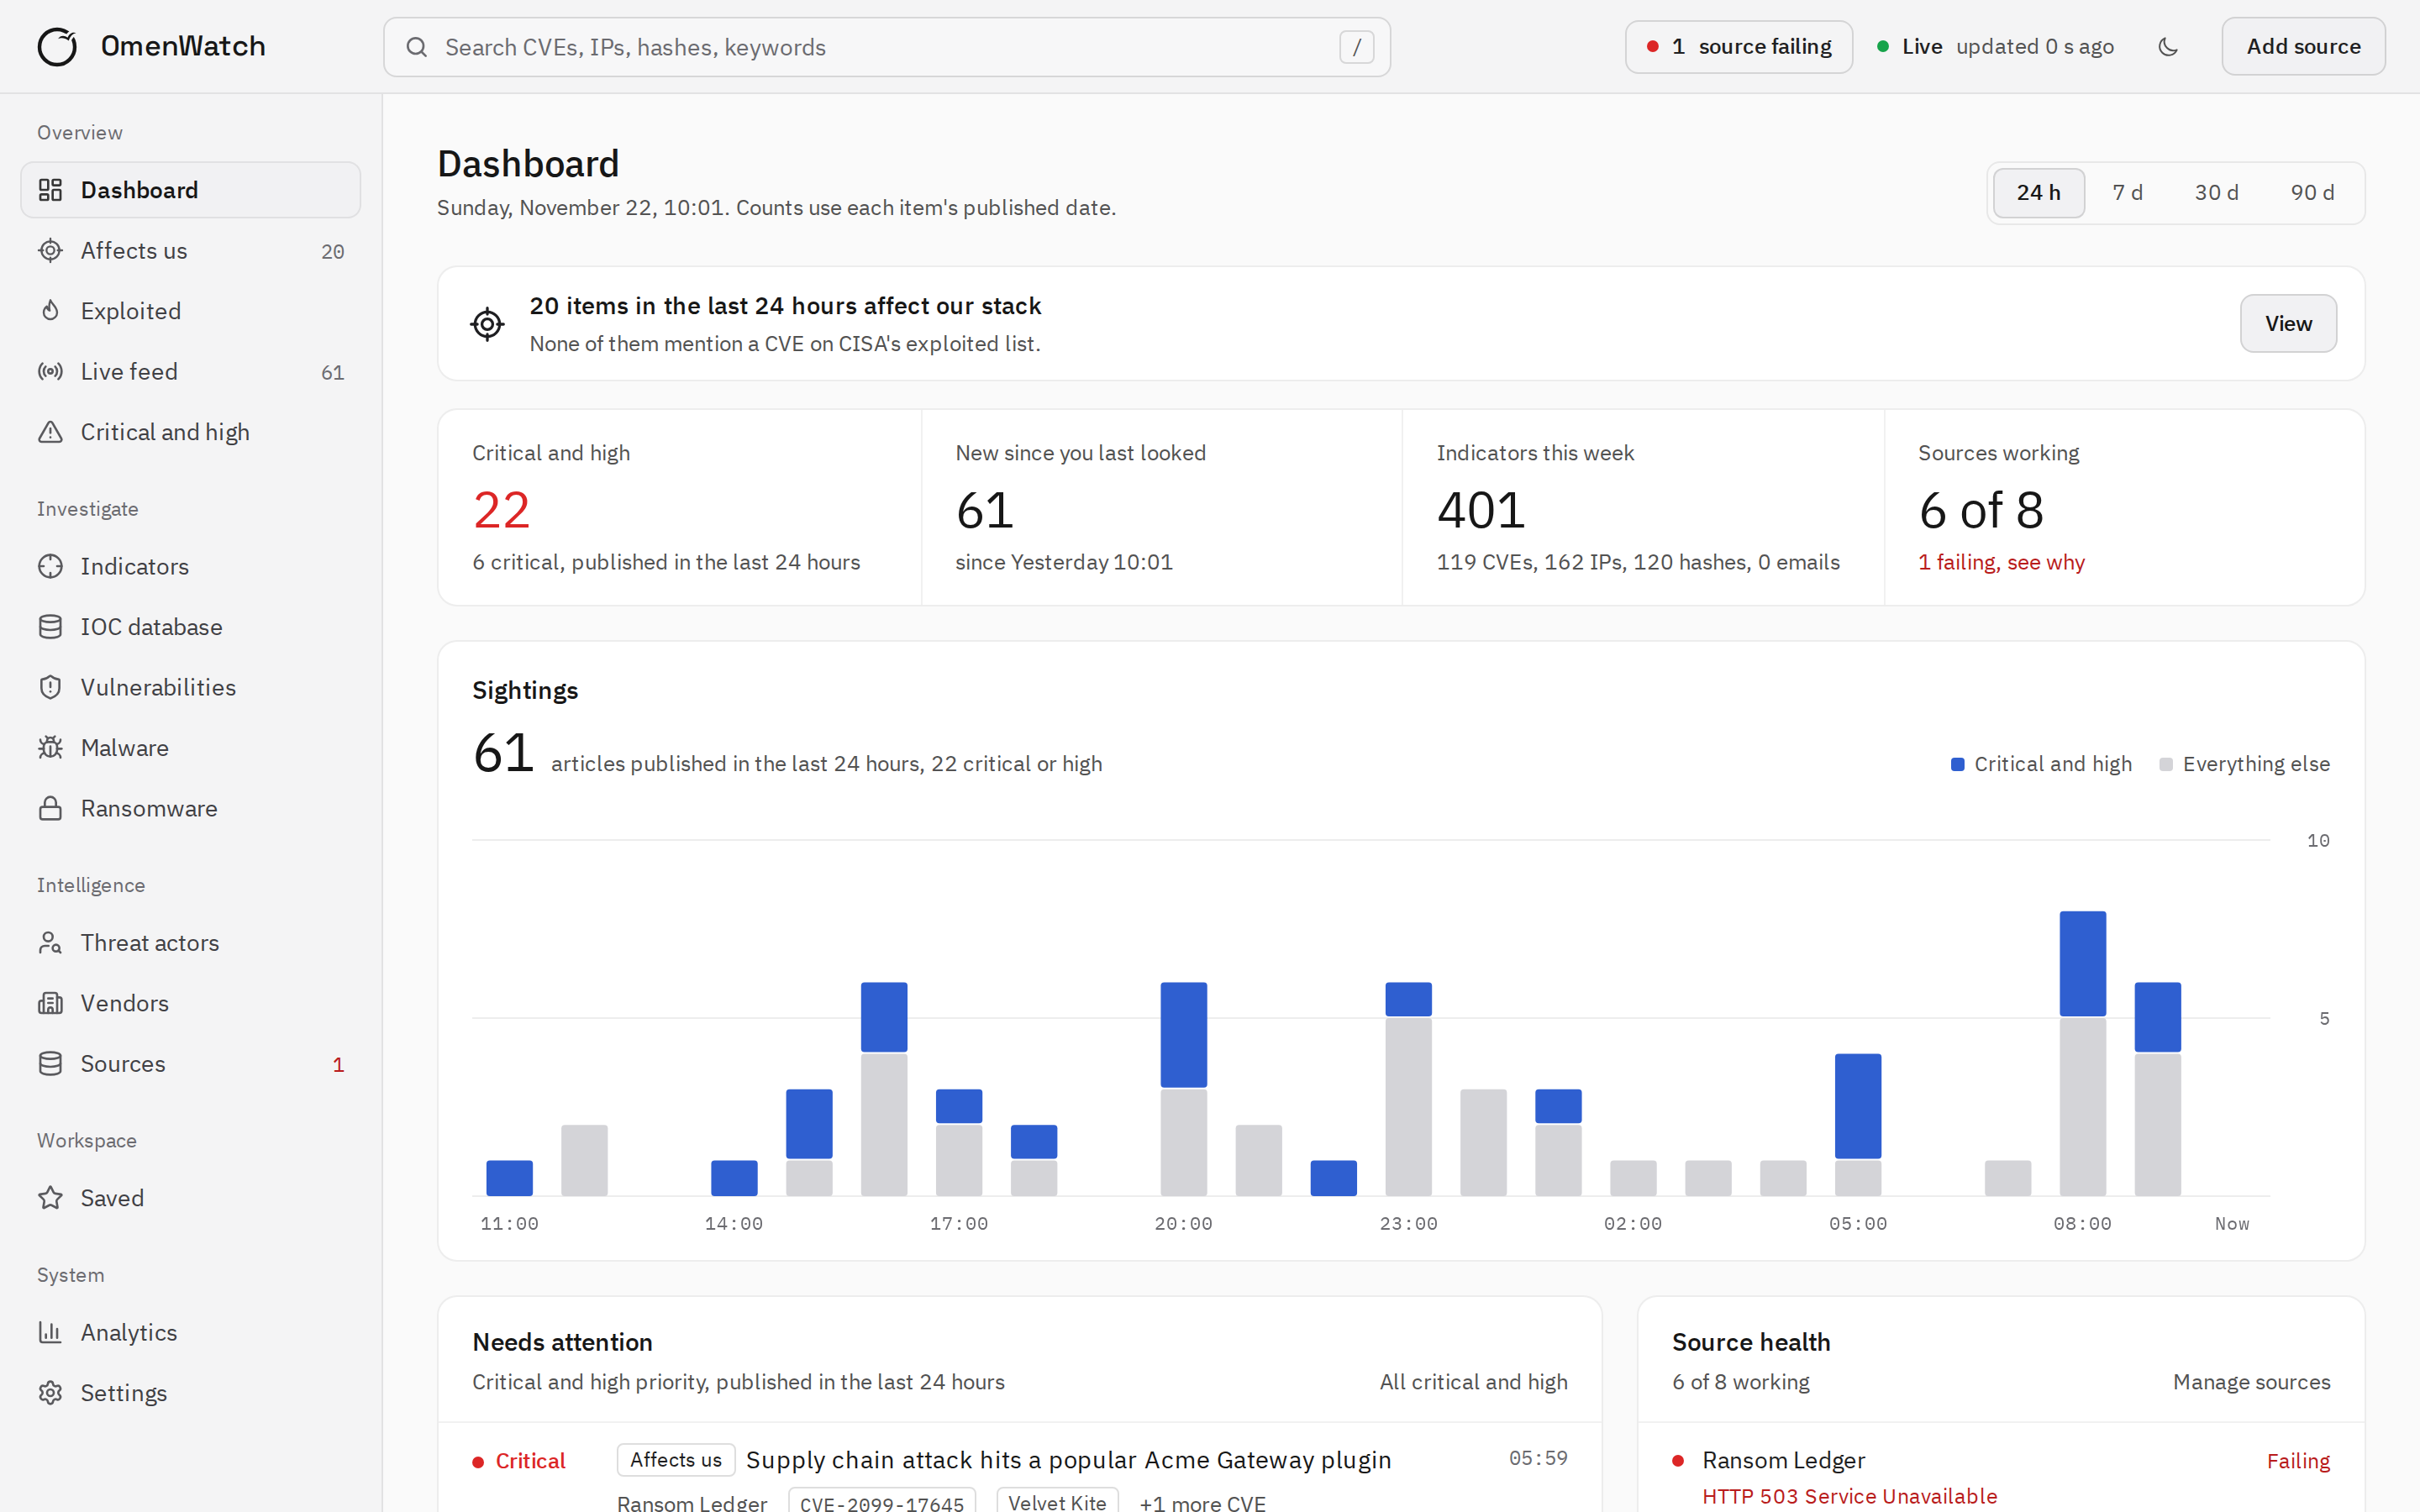 OmenWatch
Search CVEs, IPs, hashes, keywords
/
1 source failing
Live updated 0 s ago
Add source
Overview
Dashboard
Affects us 20
Exploited
Live feed 61
Critical and high
Investigate
Indicators
IOC database
Vulnerabilities
Malware
Ransomware
Intelligence
Threat actors
Vendors
Sources 1
Workspace
Saved
System
Analytics
Settings
Dashboard
Sunday, November 22, 10:01. Counts use each item's published date.
24 h 7 d 30 d 90 d
20 items in the last 24 hours affect our stack
None of them mention a CVE on CISA's exploited list.
View
Critical and high
22
6 critical, published in the last 24 hours
New since you last looked
61
since Yesterday 10:01
Indicators this week
401
119 CVEs, 162 IPs, 120 hashes, 0 emails
Sources working
6 of 8
1 failing, see why
Sightings
61 articles published in the last 24 hours, 22 critical or high
Critical and high Everything else
10
5
11:00 14:00 17:00 20:00 23:00 02:00 05:00 08:00 Now
Needs attention
Critical and high priority, published in the last 24 hours
All critical and high
Critical
Affects us Supply chain attack hits a popular Acme Gateway plugin 05:59
Ransom Ledger CVE-2099-17645 Velvet Kite +1 more CVE
Source health
6 of 8 working
Manage sources
Ransom Ledger Failing
HTTP 503 Service Unavailable